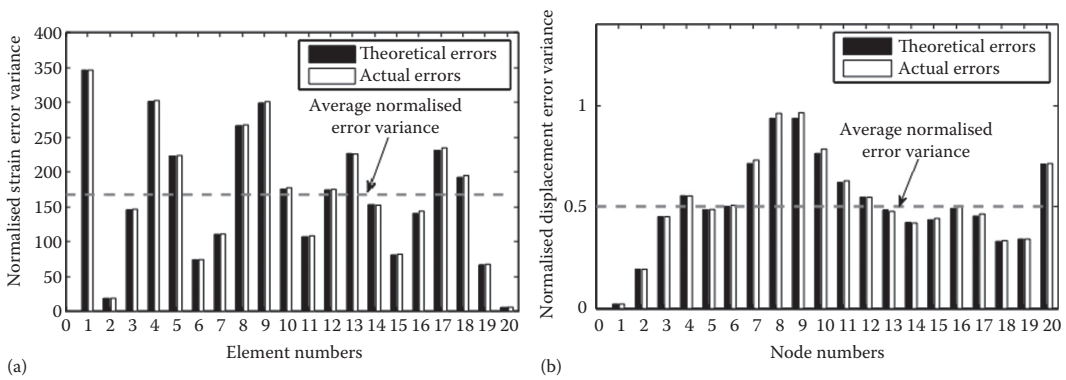 (a)
Normalised strain error variance
400
350
300
250
200
150
100
50
0
Theoretical errors
Actual errors
Average normalised
error variance
0 1 2 3 4 5 6 7 8 9 10 11 12 13 14 15 16 17 18 19 20
Element numbers
(b)
Normalised displacement error variance
1
0.5
0
Theoretical errors
Actual errors
Average normalised
error variance
0 1 2 3 4 5 6 7 8 9 10 11 12 13 14 15 16 17 18 19 20
Node numbers